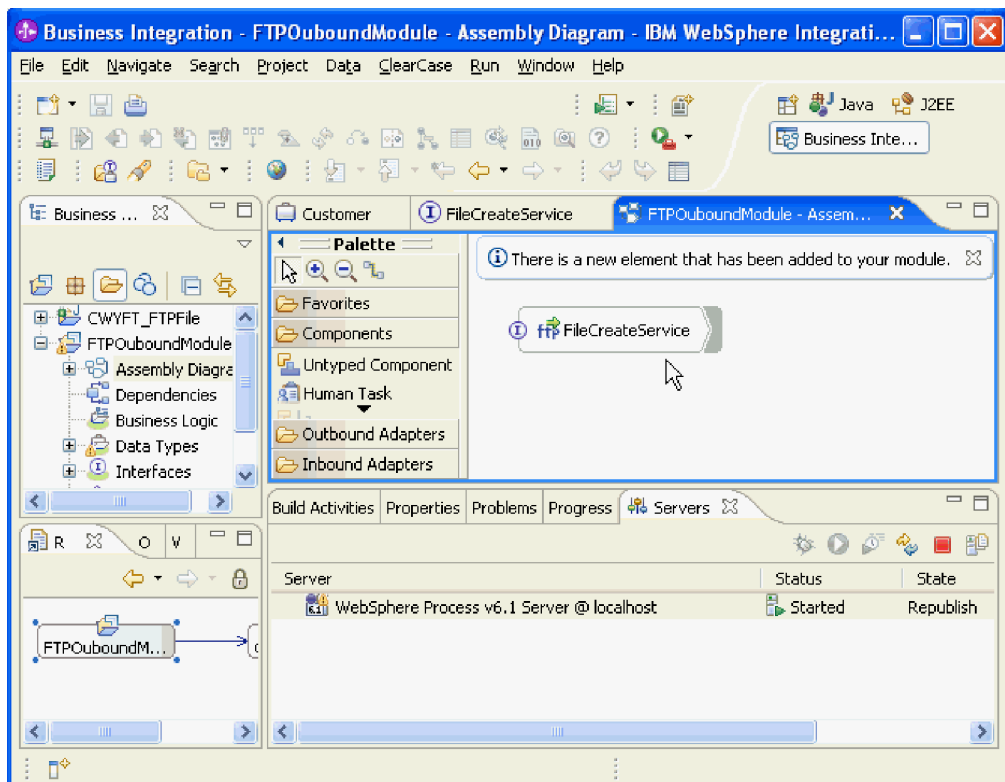 Business Integration - FTPOuboundModule - Assembly Diagram - IBM WebSphere Integrati...
File Edit Navigate Search Project Data ClearCase Run Window Help
Java J2EE
Business Inte...
Business ...
Customer FileCreateService FTPOuboundModule - Assem...
Palette
There is a new element that has been added to your module.
Favorites
Components
Untyped Component
Human Task
Outbound Adapters
Inbound Adapters
FileCreateService
CWYFT_FTPFile
FTPOuboundModule
Assembly Diagra
Dependencies
Business Logic
Data Types
Interfaces
Build Activities Properties Problems Progress Servers
R O V
Server Status State
WebSphere Process v6.1 Server @ localhost Started Republish
FTPOuboundM...